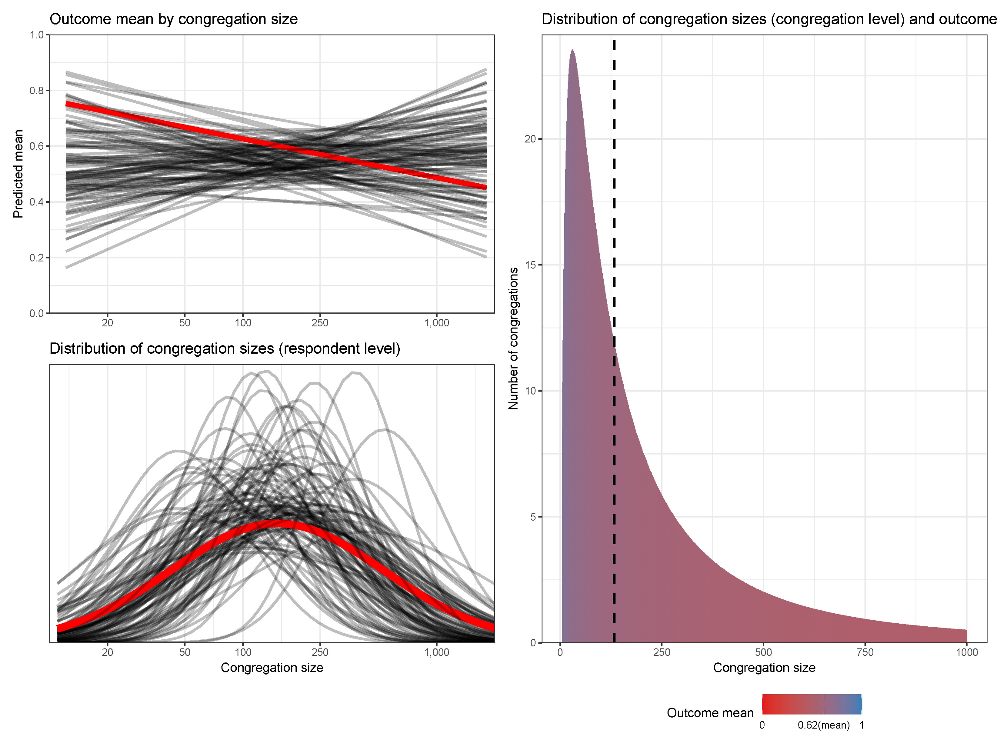 Outcome mean by congregation size
Predicted mean
1.0
0.8
0.6
0.4
0.2
0.0
20 50 100 250 1,000
Distribution of congregation sizes (respondent level)
20 50 100 250 1,000
Congregation size
Distribution of congregation sizes (congregation level) and outcome
Number of congregations
20
15
10
5
0
0 250 500 750 1000
Congregation size
Outcome mean
0 0.62(mean) 1